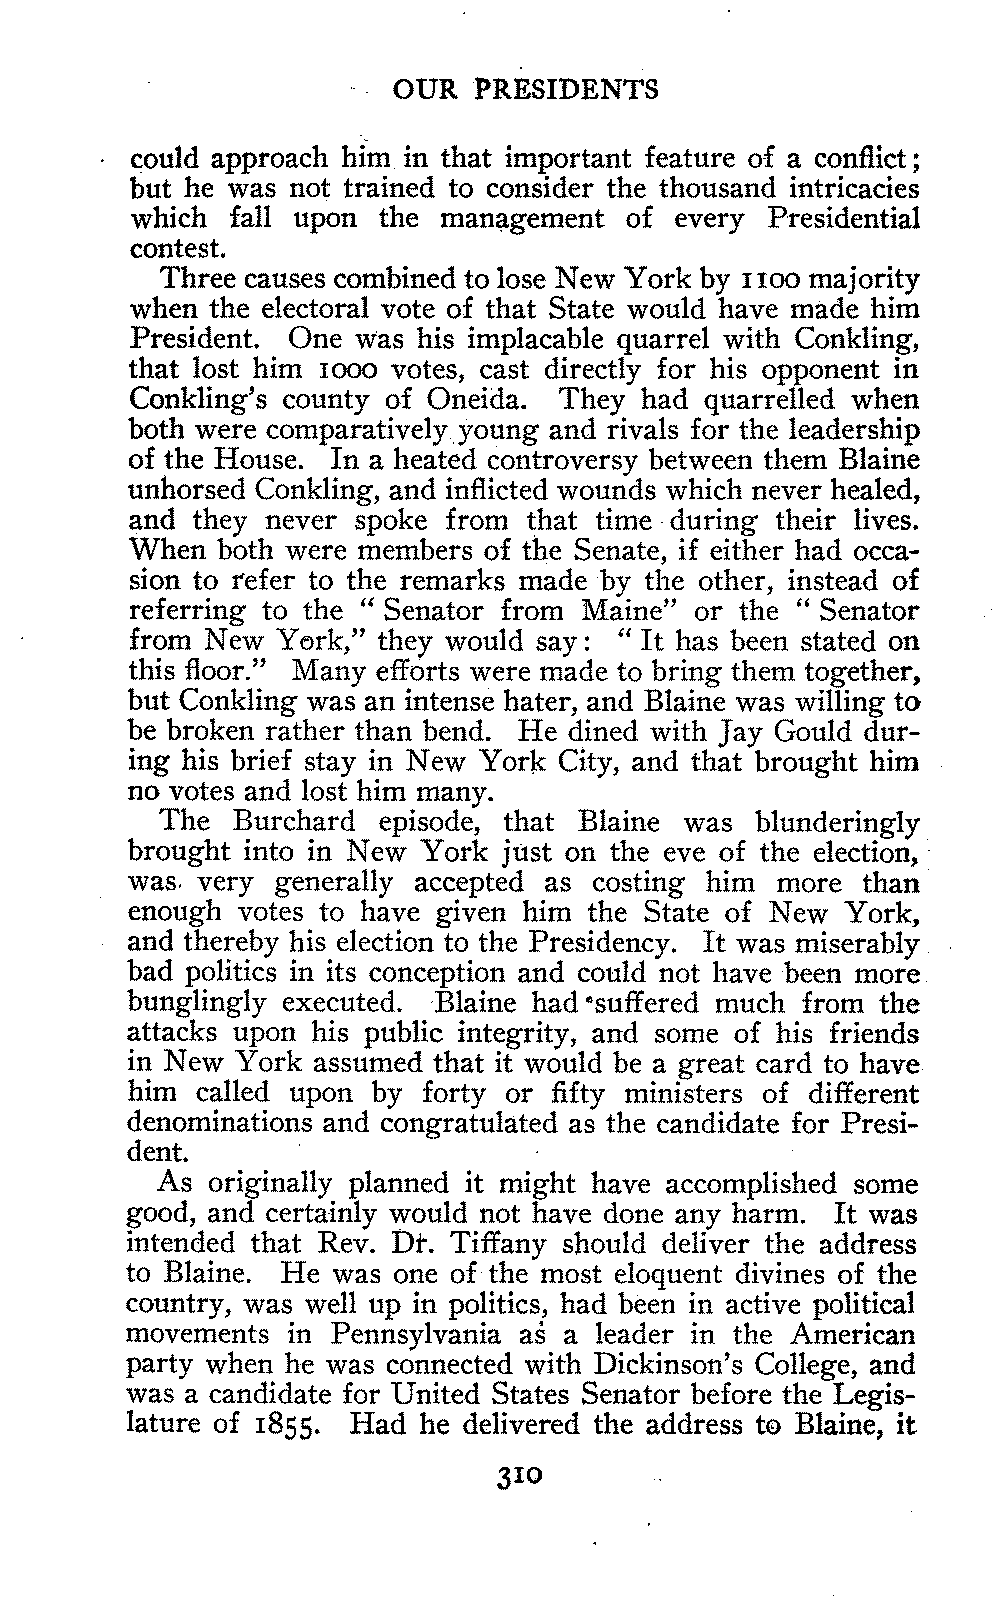 OUR PRESIDENTS
could approach him in that important feature of a conflict;
but he was not trained to consider the thousand intricacies
which fall upon the management of every Presidential
contest.
Three causes combined to lose New York by 1100 majority
when the electoral vote of that State would have made him
President. One was his implacable quarrel with Conkling,
that lost him 1000 votes, cast directly for his opponent in
Conkling's county of Oneida. They had quarrelled when
both were comparatively young and rivals for the leadership
of the House. In a heated controversy between them Blaine
unhorsed Conkling, and inflicted wounds which never healed,
and they never spoke from that time during their lives.
When both were members of the Senate, if either had occa-
sion to refer to the remarks made by the other, instead of
referring to the "Senator from Maine" or the "Senator
from New York," they would say: "It has been stated on
this floor." Many efforts were made to bring them together,
but Conkling was an intense hater, and Blaine was willing to
be broken rather than bend. He dined with Jay Gould dur-
ing his brief stay in New York City, and that brought him
no votes and lost him many.
The Burchard episode, that Blaine was blunderingly
brought into in New York just on the eve of the election,
was very generally accepted as costing him more than
enough votes to have given him the State of New York,
and thereby his election to the Presidency. It was miserably
bad politics in its conception and could not have been more
bunglingly executed. Blaine had suffered much from the
attacks upon his public integrity, and some of his friends
in New York assumed that it would be a great card to have
him called upon by forty or fifty ministers of different
denominations and congratulated as the candidate for Presi-
dent.
As originally planned it might have accomplished some
good, and certainly would not have done any harm. It was
intended that Rev. Dr. Tiffany should deliver the address
to Blaine. He was one of the most eloquent divines of the
country, was well up in politics, had been in active political
movements in Pennsylvania as a leader in the American
party when he was connected with Dickinson's College, and
was a candidate for United States Senator before the Legis-
lature of 1855. Had he delivered the address to Blaine, it
310